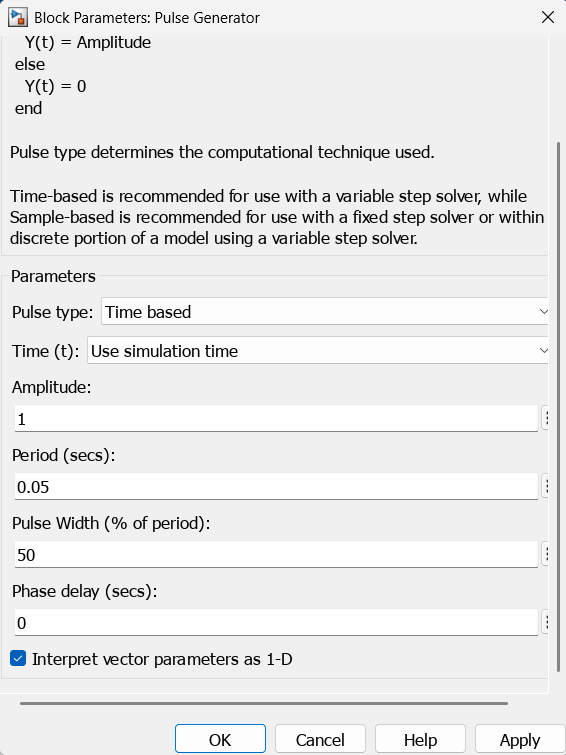 Block Parameters: Pulse Generator
Y(t) = Amplitude
else
Y(t) = 0
end
Pulse type determines the computational technique used.
Time-based is recommended for use with a variable step solver, while
Sample-based is recommended for use with a fixed step solver or within
discrete portion of a model using a variable step solver.
Parameters
Pulse type: Time based
Time (t): Use simulation time
Amplitude:
1
Period (secs):
0.05
Pulse Width (% of period):
50
Phase delay (secs):
0
Interpret vector parameters as 1-D
OK Cancel Help Apply